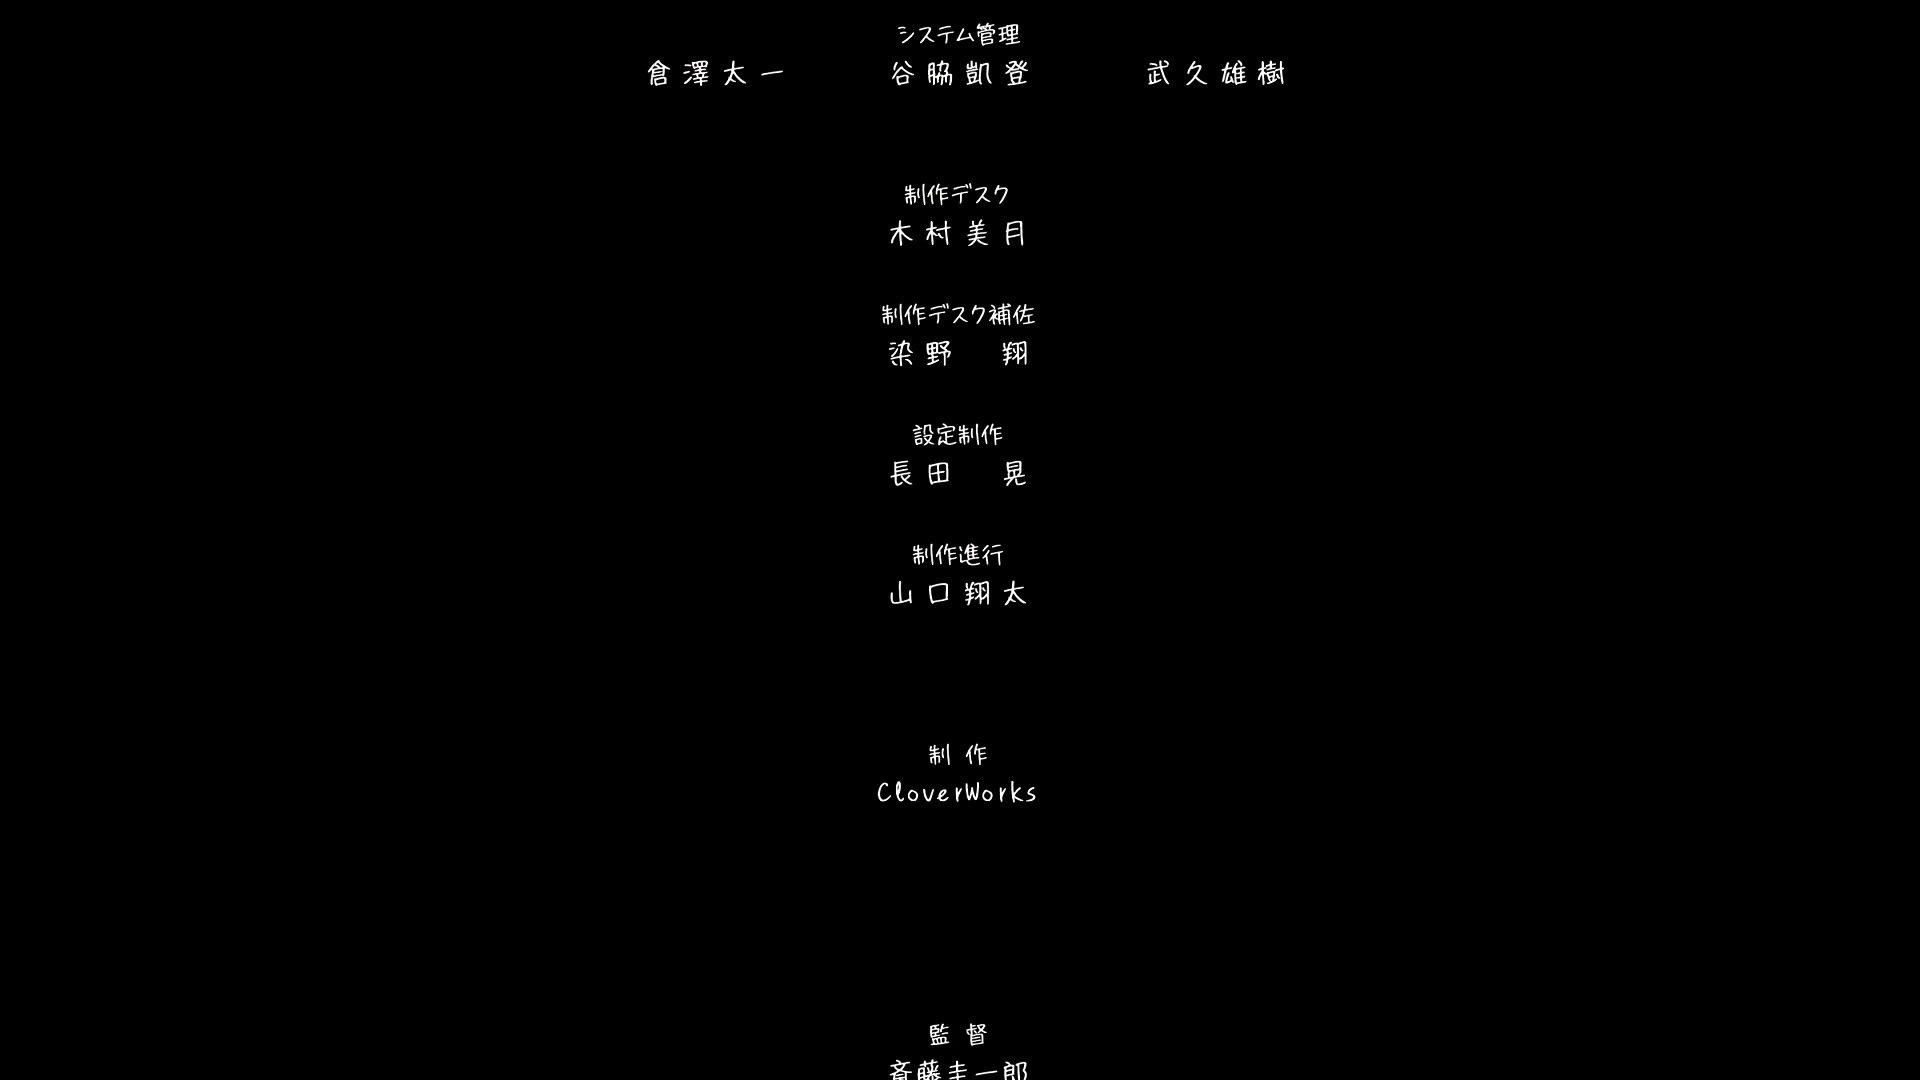 システム管理
倉澤太一 谷脇凱登 武久雄樹
制作デスク
木村美月
制作デスク補佐
染野 翔
設定制作
長田 晃
制作進行
山口翔太
制作
CloverWorks
監督
斎藤圭一郎